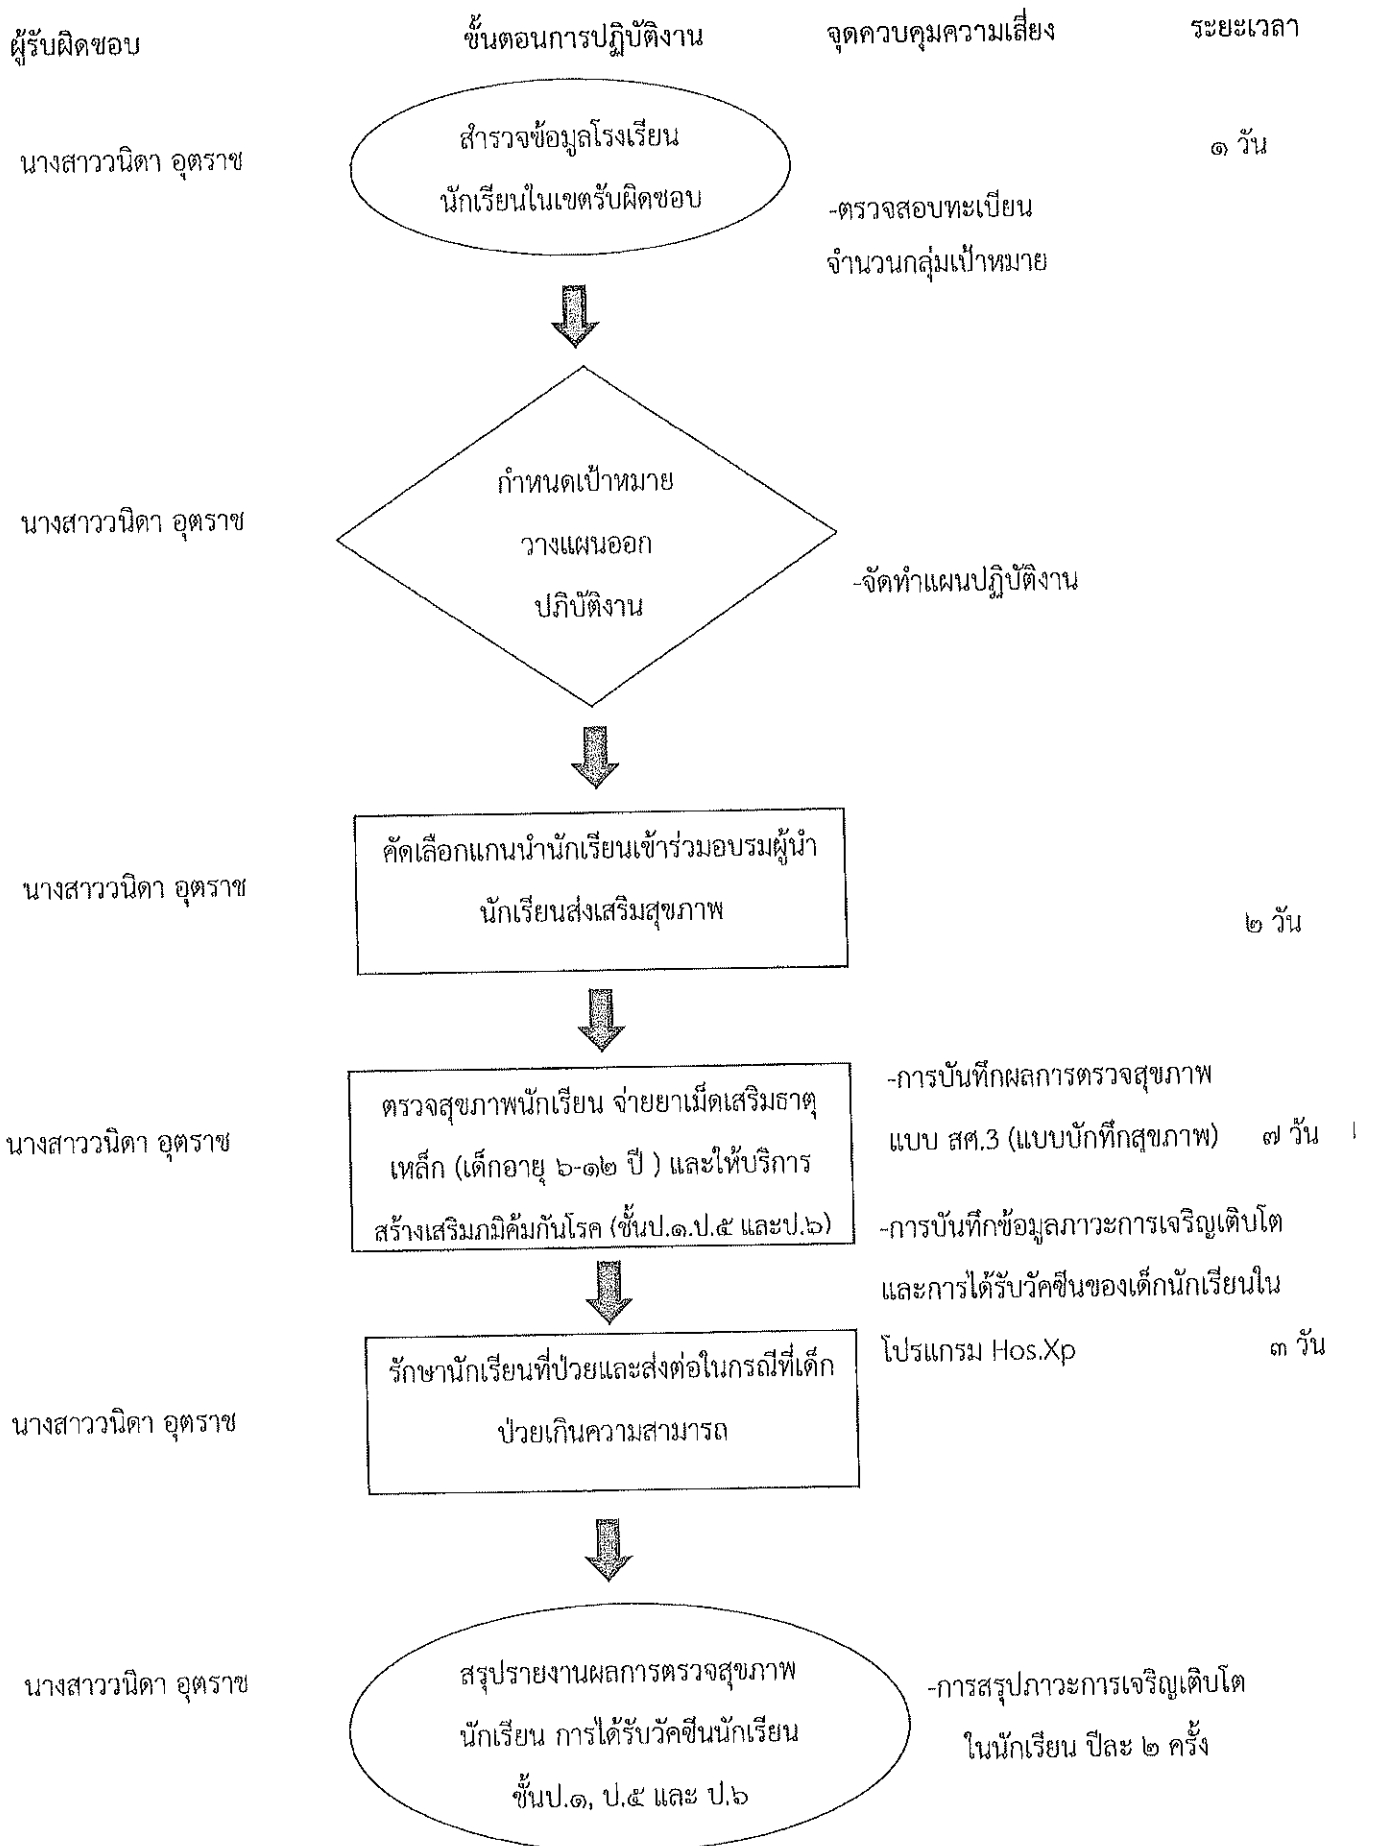 ผู้รับผิดชอบ ขั้นตอนการปฏิบัติงาน จุดควบคุมความเสี่ยง ระยะเวลา
นางสาววนิดา อุตราช
สำรวจข้อมูลโรงเรียน
นักเรียนในเขตรับผิดชอบ
๑ วัน
-ตรวจสอบทะเบียน
จำนวนกลุ่มเป้าหมาย
นางสาววนิดา อุตราช
กำหนดเป้าหมาย
วางแผนออก
ปภิบัติงาน
-จัดทำแผนปฏิบัติงาน
นางสาววนิดา อุตราช
คัดเลือกแกนนำนักเรียนเข้าร่วมอบรมผู้นำ
นักเรียนส่งเสริมสุขภาพ
๒ วัน
นางสาววนิดา อุตราช
ตรวจสุขภาพนักเรียน จ่ายยาเม็ดเสริมธาตุ
เหล็ก (เด็กอายุ ๖-๑๒ ปี ) และให้บริการ
สร้างเสริมภูมิคุ้มกันโรค (ชั้นป.๑.ป.๕ และป.๖)
-การบันทึกผลการตรวจสุขภาพ
แบบ สศ.3 (แบบบักทึกสุขภาพ) ๗ วัน
-การบันทึกข้อมูลภาวะการเจริญเติบโต
และการได้รับวัคซีนของเด็กนักเรียนใน
โปรแกรม Hos.Xp ๓ วัน
นางสาววนิดา อุตราช
รักษานักเรียนที่ป่วยและส่งต่อในกรณีที่เด็ก
ป่วยเกินความสามารถ
นางสาววนิดา อุตราช
สรุปรายงานผลการตรวจสุขภาพ
นักเรียน การได้รับวัคซีนนักเรียน
ชั้นป.๑, ป.๕ และ ป.๖
-การสรุปภาวะการเจริญเติบโต
ในนักเรียน ปีละ ๒ ครั้ง